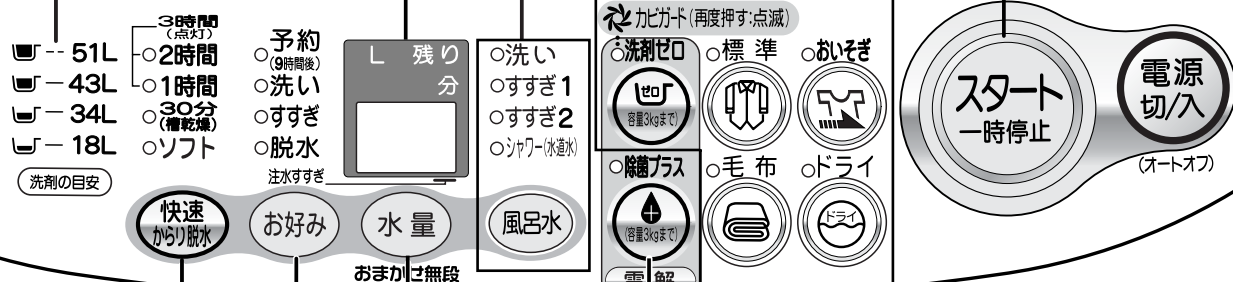 51L
43L
34L
18L
洗剤の目安
3時間
(点灯)
2時間
1時間
30分
(槽乾燥)
ソフト
予約
(9時間後)
洗い
すすぎ
脱水
注水すすぎ
L 残り
分
洗い
すすぎ1
すすぎ2
シャワー(水道水)
快速
からり脱水
お好み
水量
おまかせ無段
風呂水
カビガード(再度押す:点滅)
洗剤ゼロ
ゼロ
容量3kgまで)
標準
おいそぎ
除菌プラス
(容量3kgまで)
電解
毛布
ドライ
ドライ
スタート
一時停止
電源
切/入
(オートオフ)